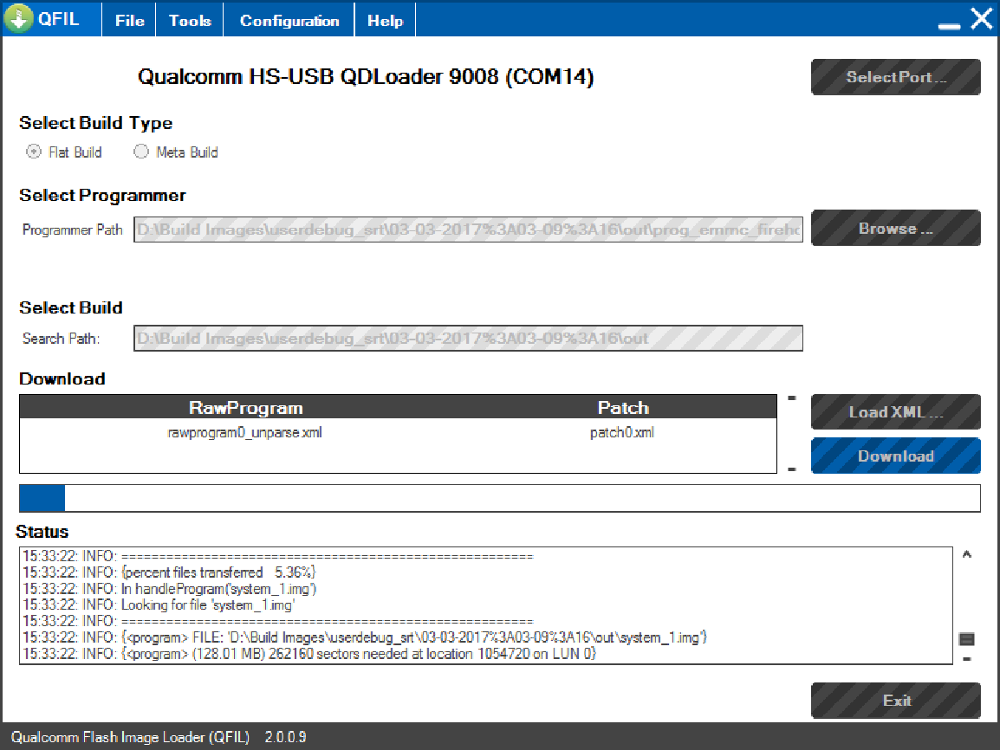 QFIL File Tools Configuration Help
Qualcomm HS-USB QDLoader 9008 (COM14)
SelectPort ...
Select Build Type
Flat Build Meta Build
Select Programmer
Programmer Path D:\Build Images\userdebug_srt\03-03-2017%3A03-09%3A16\out\prog_emmc_fireho Browse ...
Select Build
Search Path: D:\Build Images\userdebug_srt\03-03-2017%3A03-09%3A16\out
Download
RawProgram Patch
Load XML ...
rawprogram0_unparse.xml patch0.xml
Download
Status
15:33:22: INFO: =======================================================
15:33:22: INFO: {percent files transferred 5.36%}
15:33:22: INFO: In handleProgram('system_1.img')
15:33:22: INFO: Looking for file 'system_1.img'
15:33:22: INFO: =======================================================
15:33:22: INFO: {<program> FILE: 'D:\Build Images\userdebug_srt\03-03-2017%3A03-09%3A16\out\system_1.img'}
15:33:22: INFO: {<program> (128.01 MB) 262160 sectors needed at location 1054720 on LUN 0}
Exit
Qualcomm Flash Image Loader (QFIL) 2.0.0.9